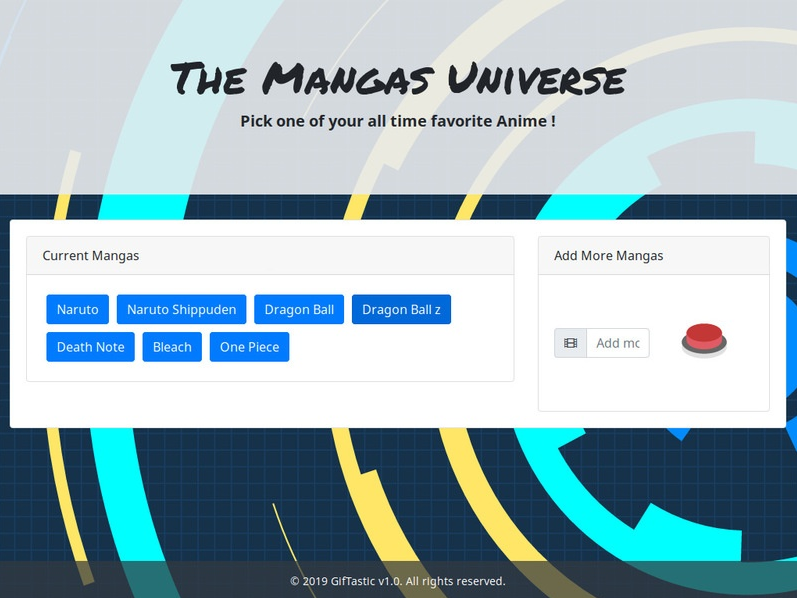 The Mangas Universe
Pick one of your all time favorite Anime !
Current Mangas
Naruto Naruto Shippuden Dragon Ball Dragon Ball z
Death Note Bleach One Piece
Add More Mangas
Add mo
© 2019 GifTastic v1.0. All rights reserved.